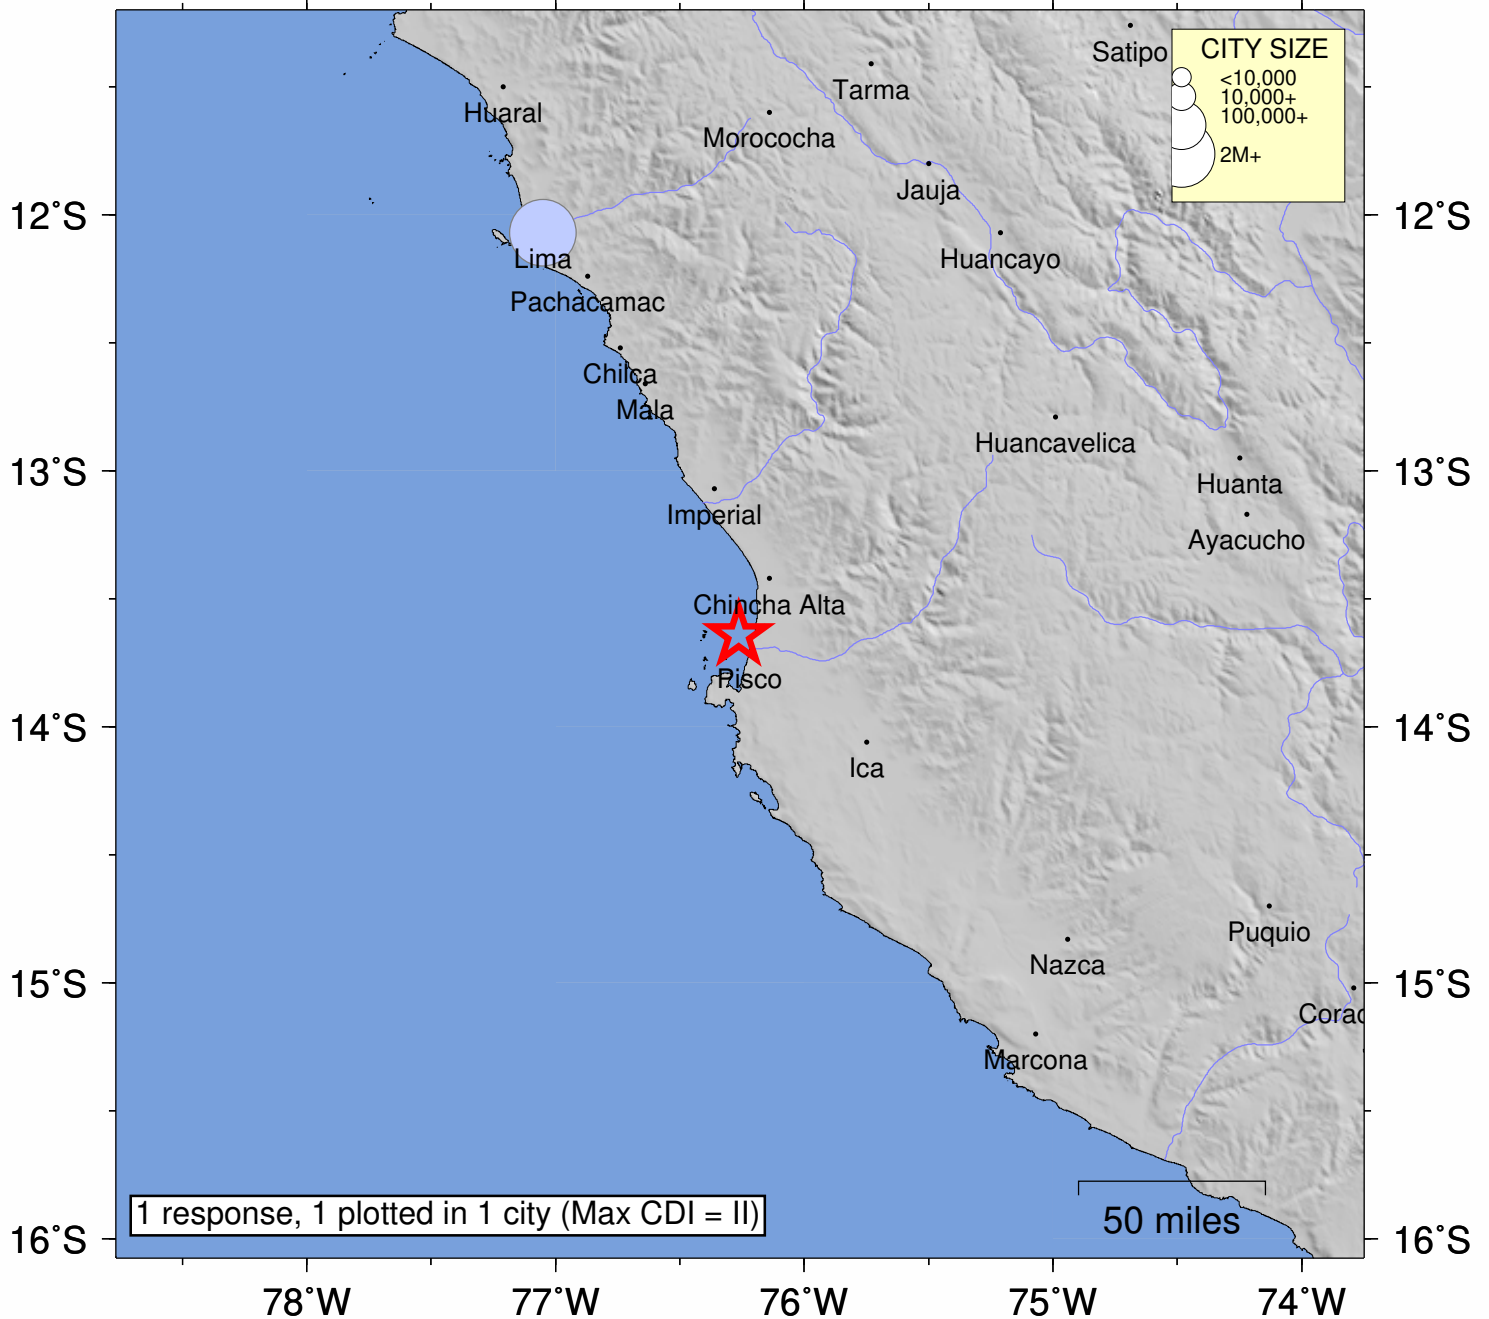 Satipo
CITY SIZE
<10,000
10,000+
100,000+
2M+
Tarma
Huaral
Morococha
Jauja
12°S
12°S
Lima
Huancayo
Pachacamac
Chilca
Mala
Huancavelica
13°S
13°S
Huanta
Imperial
Ayacucho
Chincha Alta
Pisco
14°S
14°S
Ica
Puquio
Nazca
15°S
15°S
Corac
Marcona
1 response, 1 plotted in 1 city (Max CDI = II)
50 miles
16°S
16°S
78°W
77°W
76°W
75°W
74°W